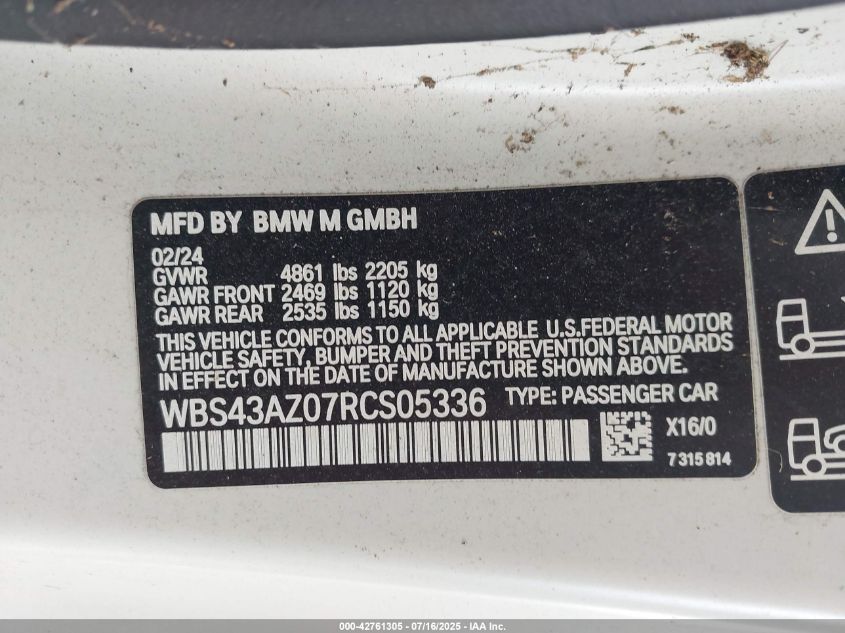 MFD BY BMW M GMBH
02/24
GVWR 4861 lbs 2205 kg
GAWR FRONT 2469 lbs 1120 kg
GAWR REAR 2535 lbs 1150 kg
THIS VEHICLE CONFORMS TO ALL APPLICABLE U.S.FEDERAL MOTOR
VEHICLE SAFETY, BUMPER AND THEFT PREVENTION STANDARDS
IN EFFECT ON THE DATE OF MANUFACTURE SHOWN ABOVE.
WBS43AZ07RCS05336 TYPE: PASSENGER CAR
X16/0
7 315 814
000-42761305 - 07/16/2025 - IAA Inc.